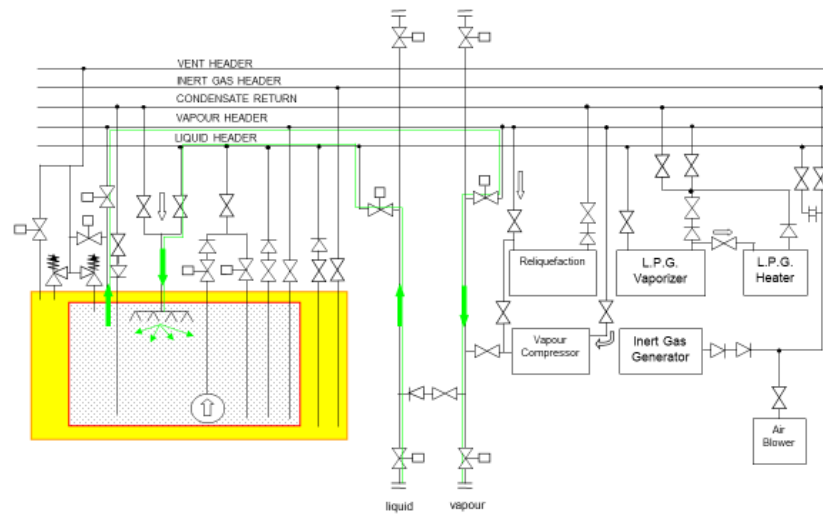 VENT HEADER
INERT GAS HEADER
CONDENSATE RETURN
VAPOUR HEADER
LIQUID HEADER
Reliquefaction
L.P.G.
Vaporizer
L.P.G.
Heater
Vapour
Compressor
Inert Gas
Generator
Air
Blower
liquid
vapour